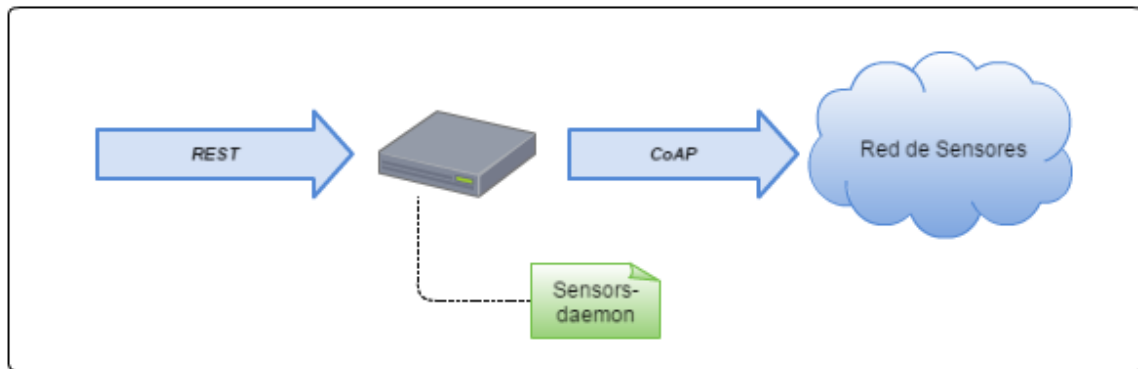 REST
CoAP
Red de Sensores
Sensors-
daemon